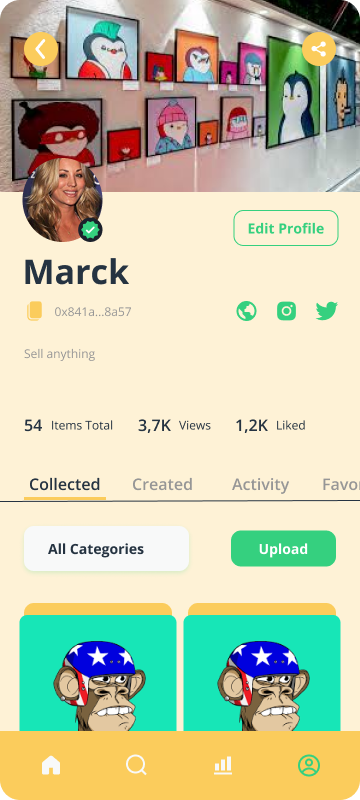 Edit Profile
Marck
0x841a...8a57
Sell anything
54 Items Total 3,7K Views 1,2K Liked
Collected Created Activity Favor
All Categories Upload